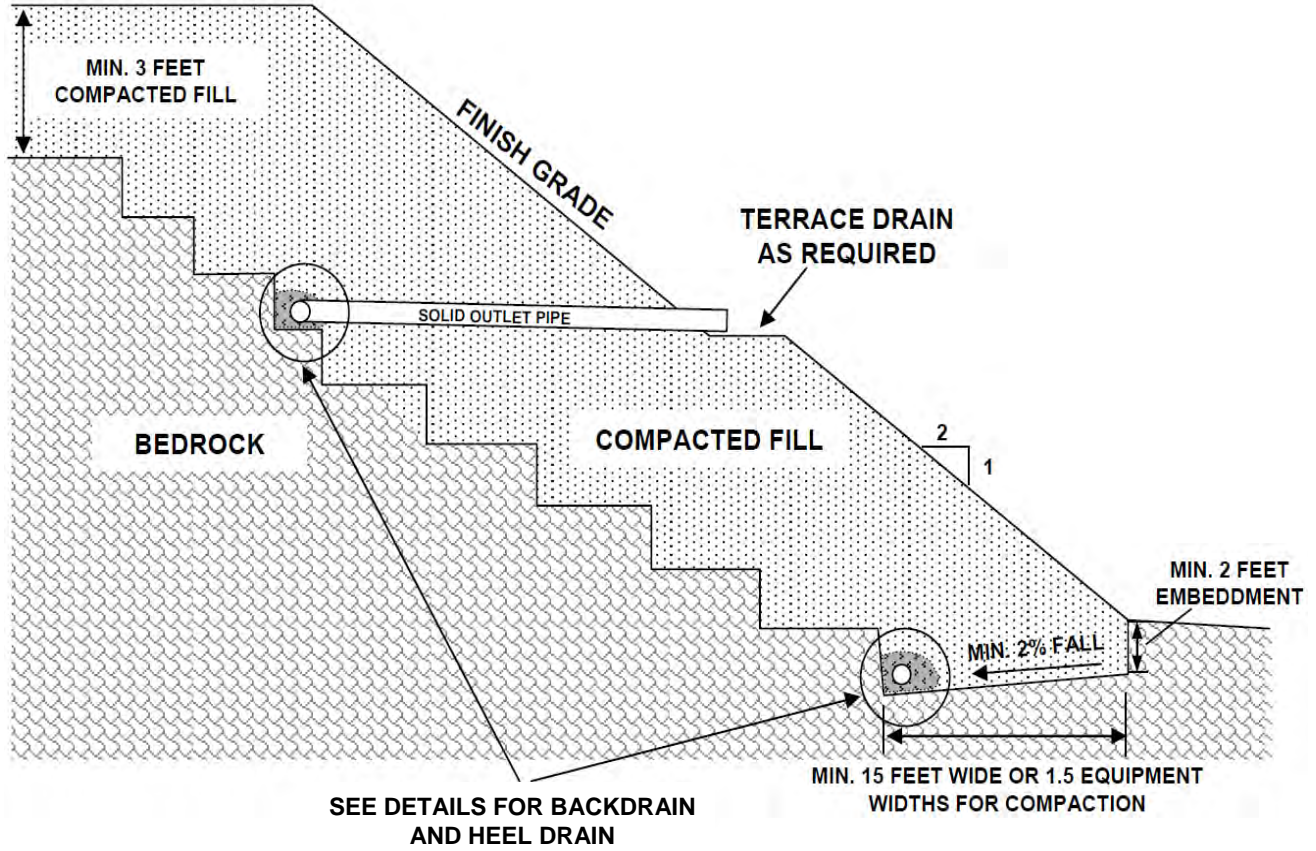 MIN. 3 FEET
COMPACTED FILL
FINISH GRADE
TERRACE DRAIN
AS REQUIRED
SOLID OUTLET PIPE
BEDROCK
COMPACTED FILL
2
1
MIN. 2 FEET
EMBEDDMENT
MIN. 2% FALL
MIN. 15 FEET WIDE OR 1.5 EQUIPMENT
WIDTHS FOR COMPACTION
SEE DETAILS FOR BACKDRAIN
AND HEEL DRAIN